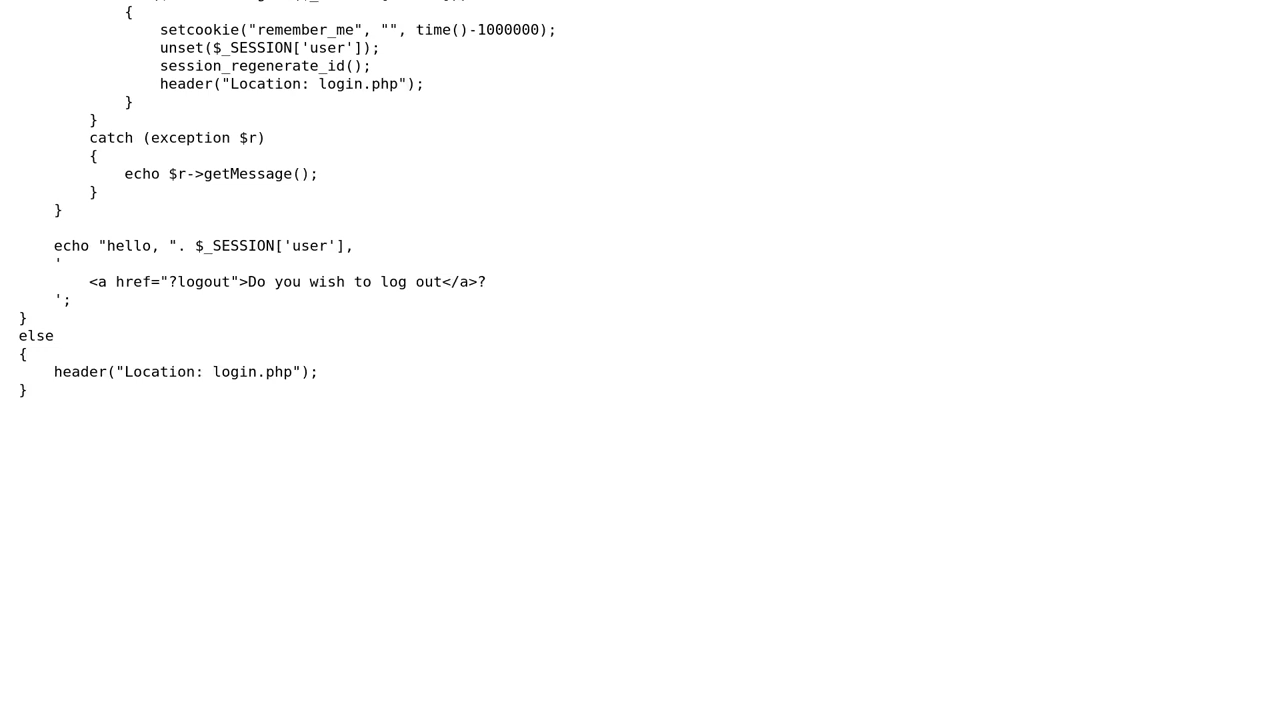 {
setcookie("remember_me", "", time()-1000000);
unset($_SESSION['user']);
session_regenerate_id();
header("Location: login.php");
}
}
catch (exception $r)
{
echo $r->getMessage();
}
}
echo "hello, ". $_SESSION['user'],
'
<a href="?logout">Do you wish to log out</a>?
';
}
else
{
header("Location: login.php");
}